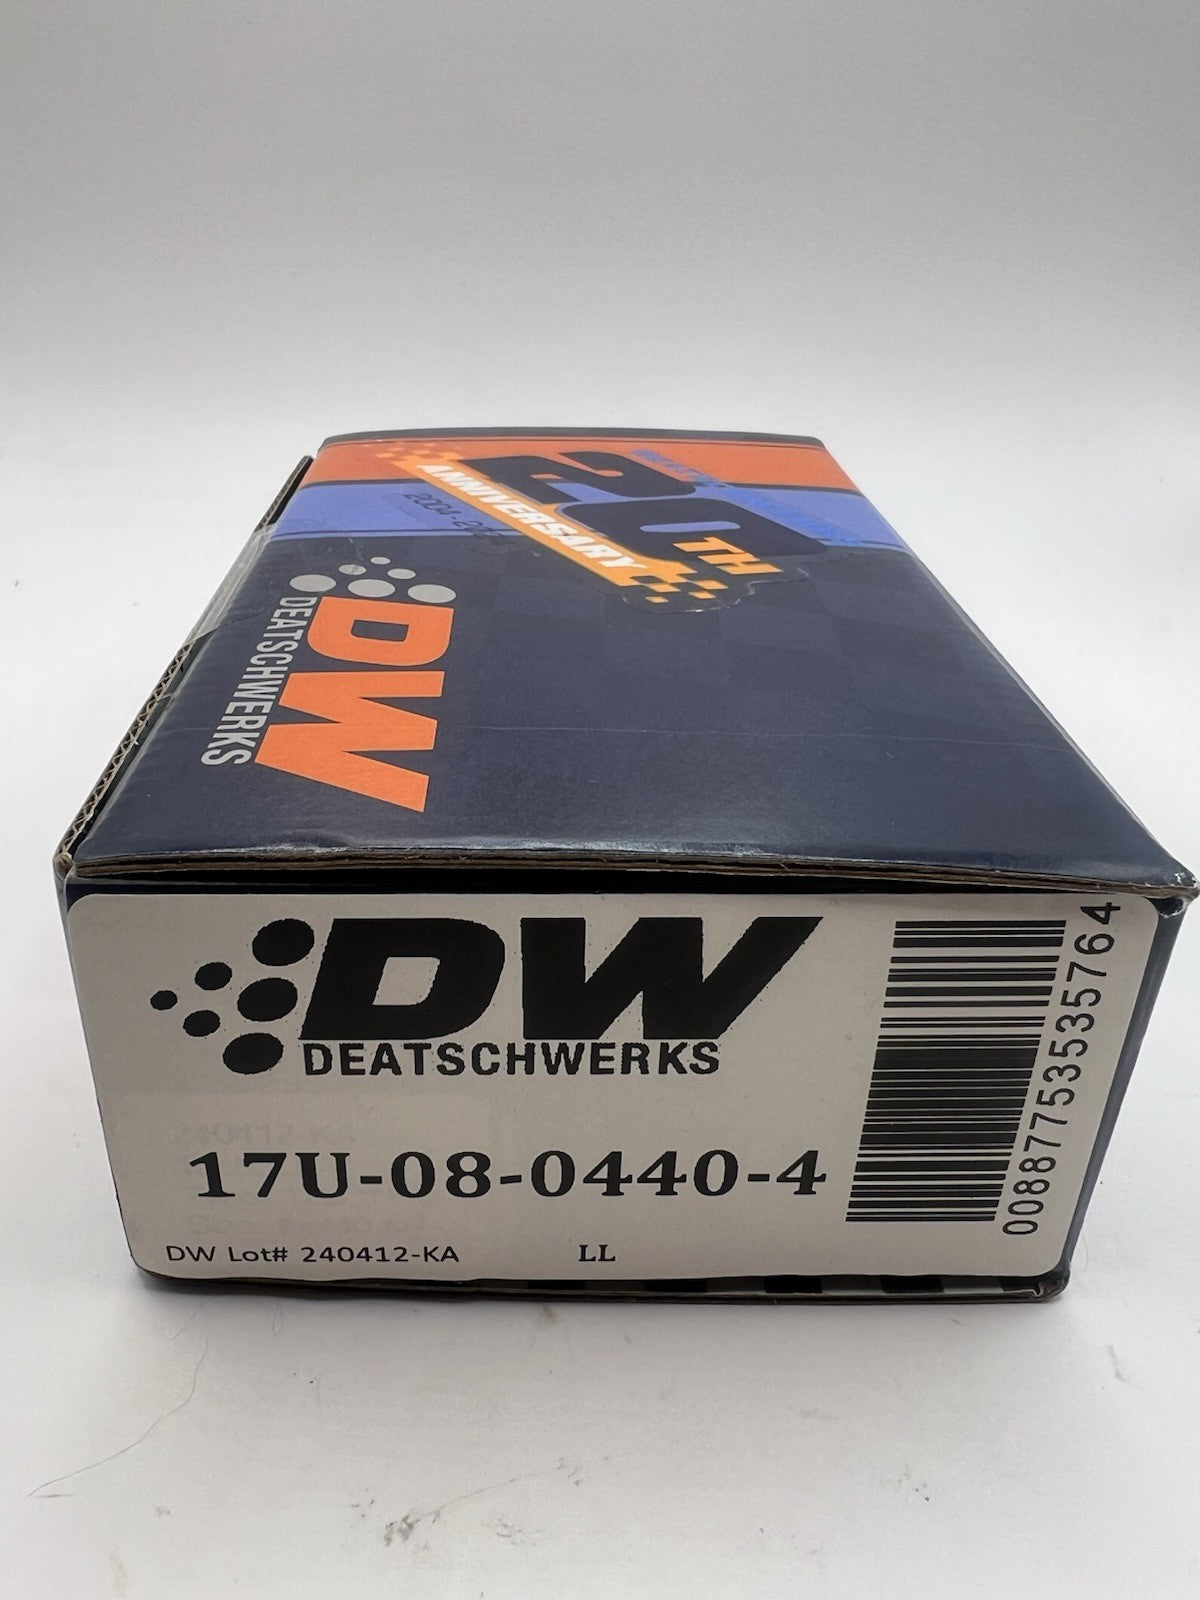 20TH
ANNIVERSARY
DW
DEATSCHWERKS
DW
DEATSCHWERKS
17U-08-0440-4
DW Lot# 240412-KA LL
00887753535764